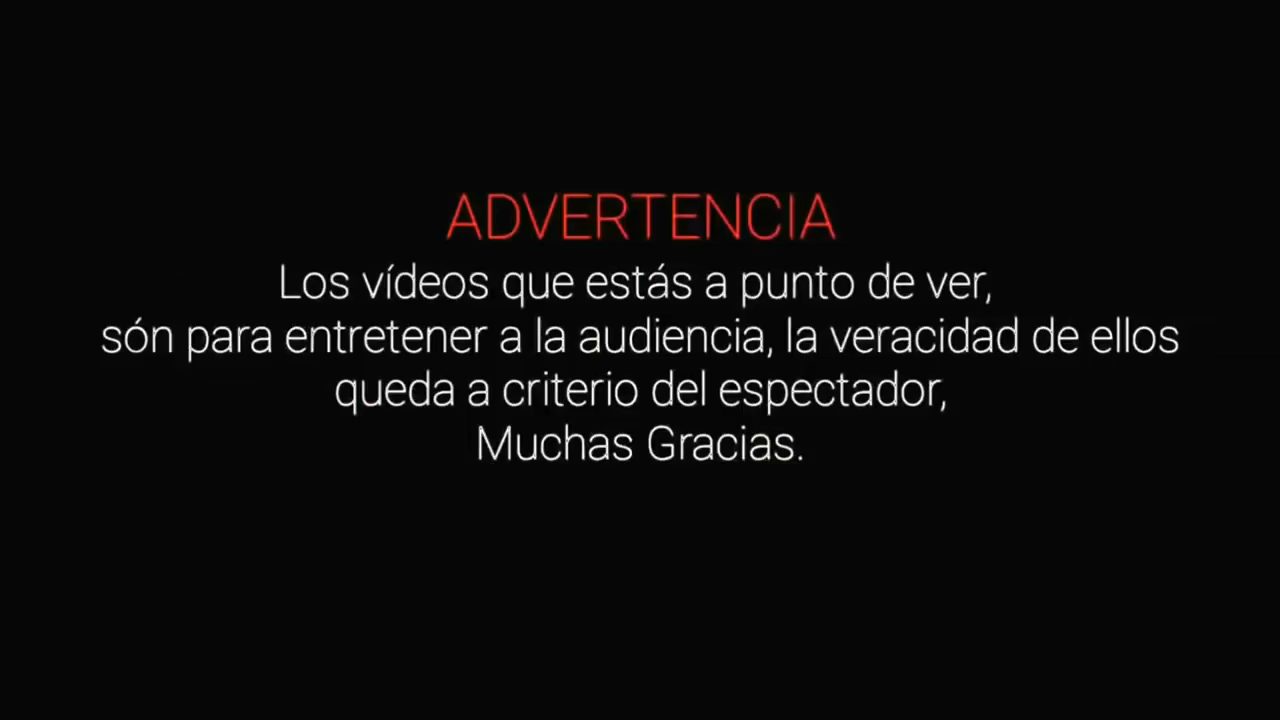 ADVERTENCIA
Los vídeos que estás a punto de ver,
són para entretener a la audiencia, la veracidad de ellos
queda a criterio del espectador,
Muchas Gracias.